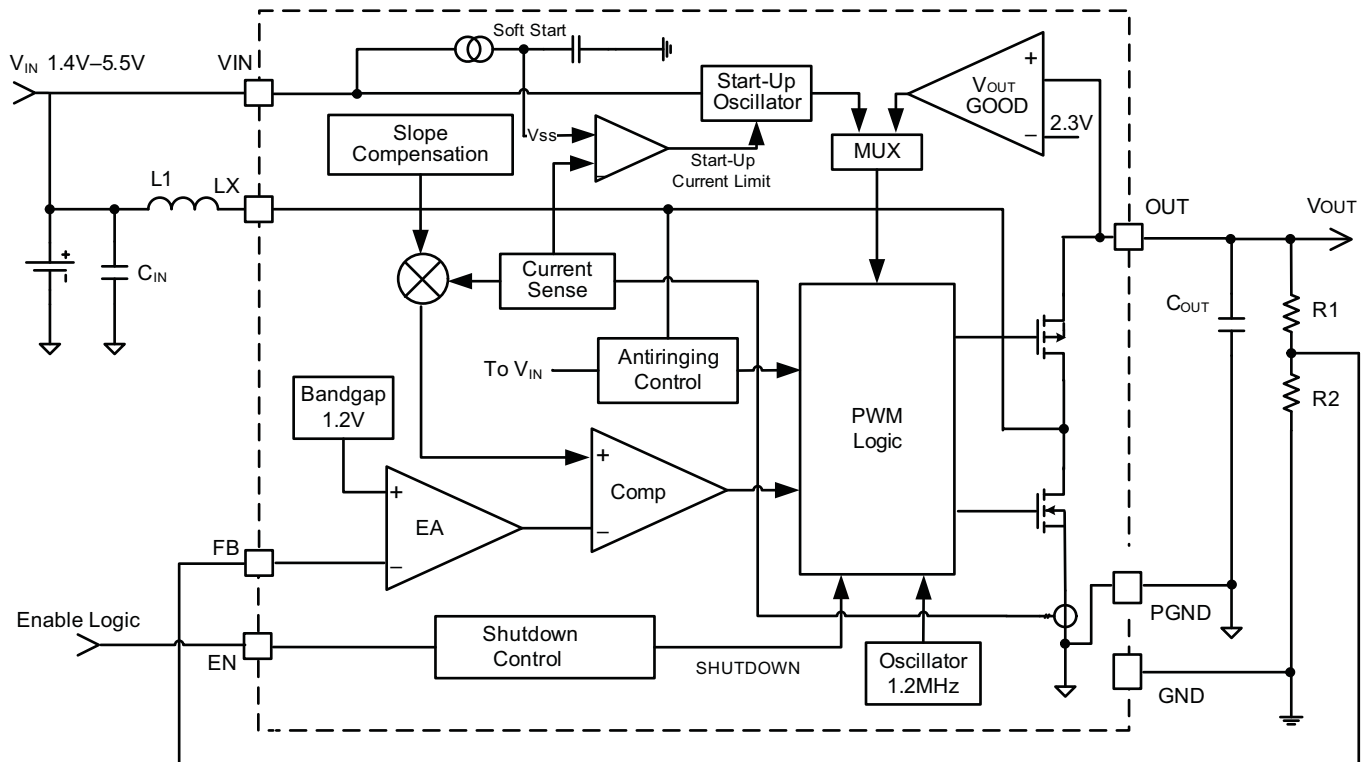 Soft Start
VIN 1.4V–5.5V
VIN
Start-Up
Oscillator
+
VOUT
GOOD
–
2.3V
Slope
Compensation
Vss
–
Start-Up
Current Limit
MUX
L1
LX
OUT
VOUT
+
-
CIN
Current
Sense
COUT
R1
To VIN
Antiringing
Control
R2
Bandgap
1.2V
PWM
Logic
+
Comp
–
+
EA
–
FB
Enable Logic
EN
Shutdown
Control
SHUTDOWN
Oscillator
1.2MHz
PGND
GND